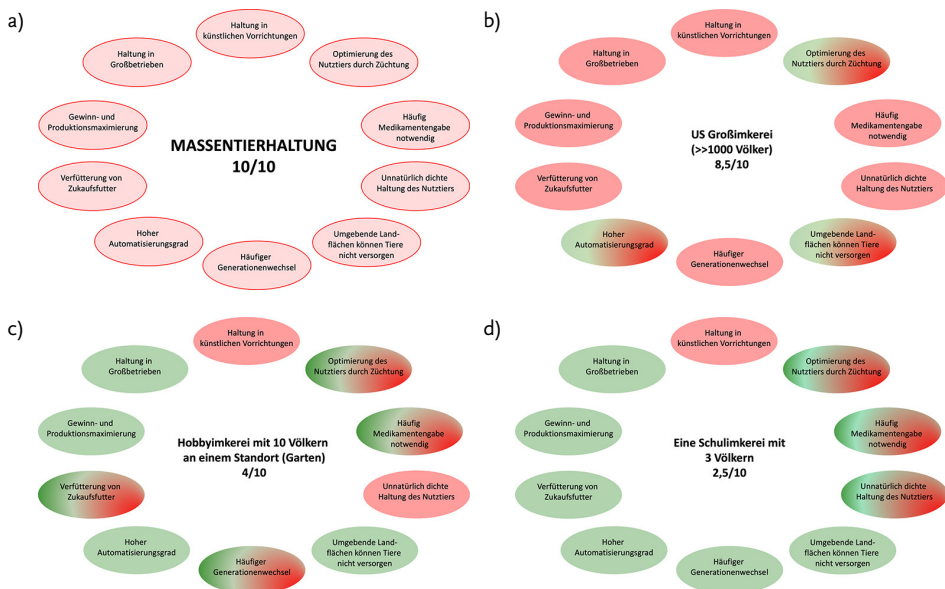 a)
Haltung in
künstlichen Vorrichtungen
Haltung in
Großbetrieben
Optimierung des
Nutztiers durch Züchtung
Gewinn- und
Produktionsmaximierung
Häufig
Medikamentengabe
notwendig
MASSENTIERHALTUNG
10/10
Verfütterung von
Zukaufsfutter
Unnatürlich dichte
Haltung des Nutztiers
Hoher
Automatisierungsgrad
Umgebende Land-
flächen können Tiere
nicht versorgen
Häufiger
Generationenwechsel
b)
Haltung in
künstlichen Vorrichtungen
Haltung in
Großbetrieben
Optimierung des
Nutztiers durch Züchtung
Gewinn- und
Produktionsmaximierung
Häufig
Medikamentengabe
notwendig
US Großimkerei
(>>1000 Völker)
8,5/10
Verfütterung von
Zukaufsfutter
Unnatürlich dichte
Haltung des Nutztiers
Hoher
Automatisierungsgrad
Umgebende Land-
flächen können Tiere
nicht versorgen
Häufiger
Generationenwechsel
c)
Haltung in
künstlichen Vorrichtungen
Haltung in
Großbetrieben
Optimierung des
Nutztiers durch Züchtung
Gewinn- und
Produktionsmaximierung
Häufig
Medikamentengabe
notwendig
Hobbyimkerei mit 10 Völkern
an einem Standort (Garten)
4/10
Verfütterung von
Zukaufsfutter
Unnatürlich dichte
Haltung des Nutztiers
Hoher
Automatisierungsgrad
Umgebende Land-
flächen können Tiere
nicht versorgen
Häufiger
Generationenwechsel
d)
Haltung in
künstlichen Vorrichtungen
Haltung in
Großbetrieben
Optimierung des
Nutztiers durch Züchtung
Gewinn- und
Produktionsmaximierung
Häufig
Medikamentengabe
notwendig
Eine Schulimkerei mit
3 Völkern
2,5/10
Verfütterung von
Zukaufsfutter
Unnatürlich dichte
Haltung des Nutztiers
Hoher
Automatisierungsgrad
Umgebende Land-
flächen können Tiere
nicht versorgen
Häufiger
Generationenwechsel